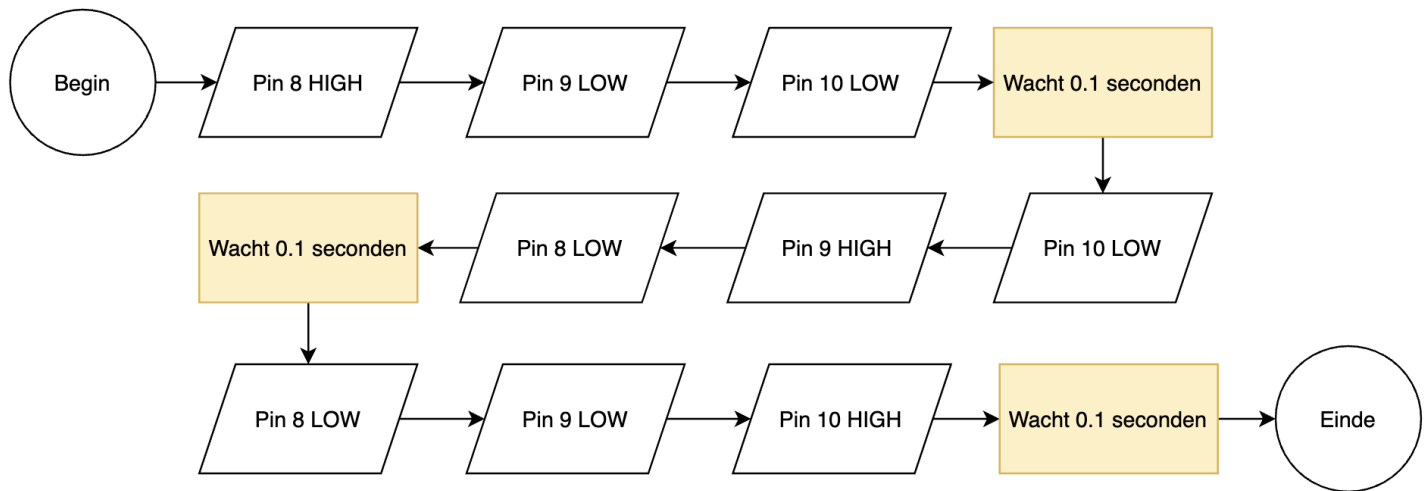 Begin
Pin 8 HIGH
Pin 9 LOW
Pin 10 LOW
Wacht 0.1 seconden
Pin 10 LOW
Pin 9 HIGH
Pin 8 LOW
Wacht 0.1 seconden
Pin 8 LOW
Pin 9 LOW
Pin 10 HIGH
Wacht 0.1 seconden
Einde